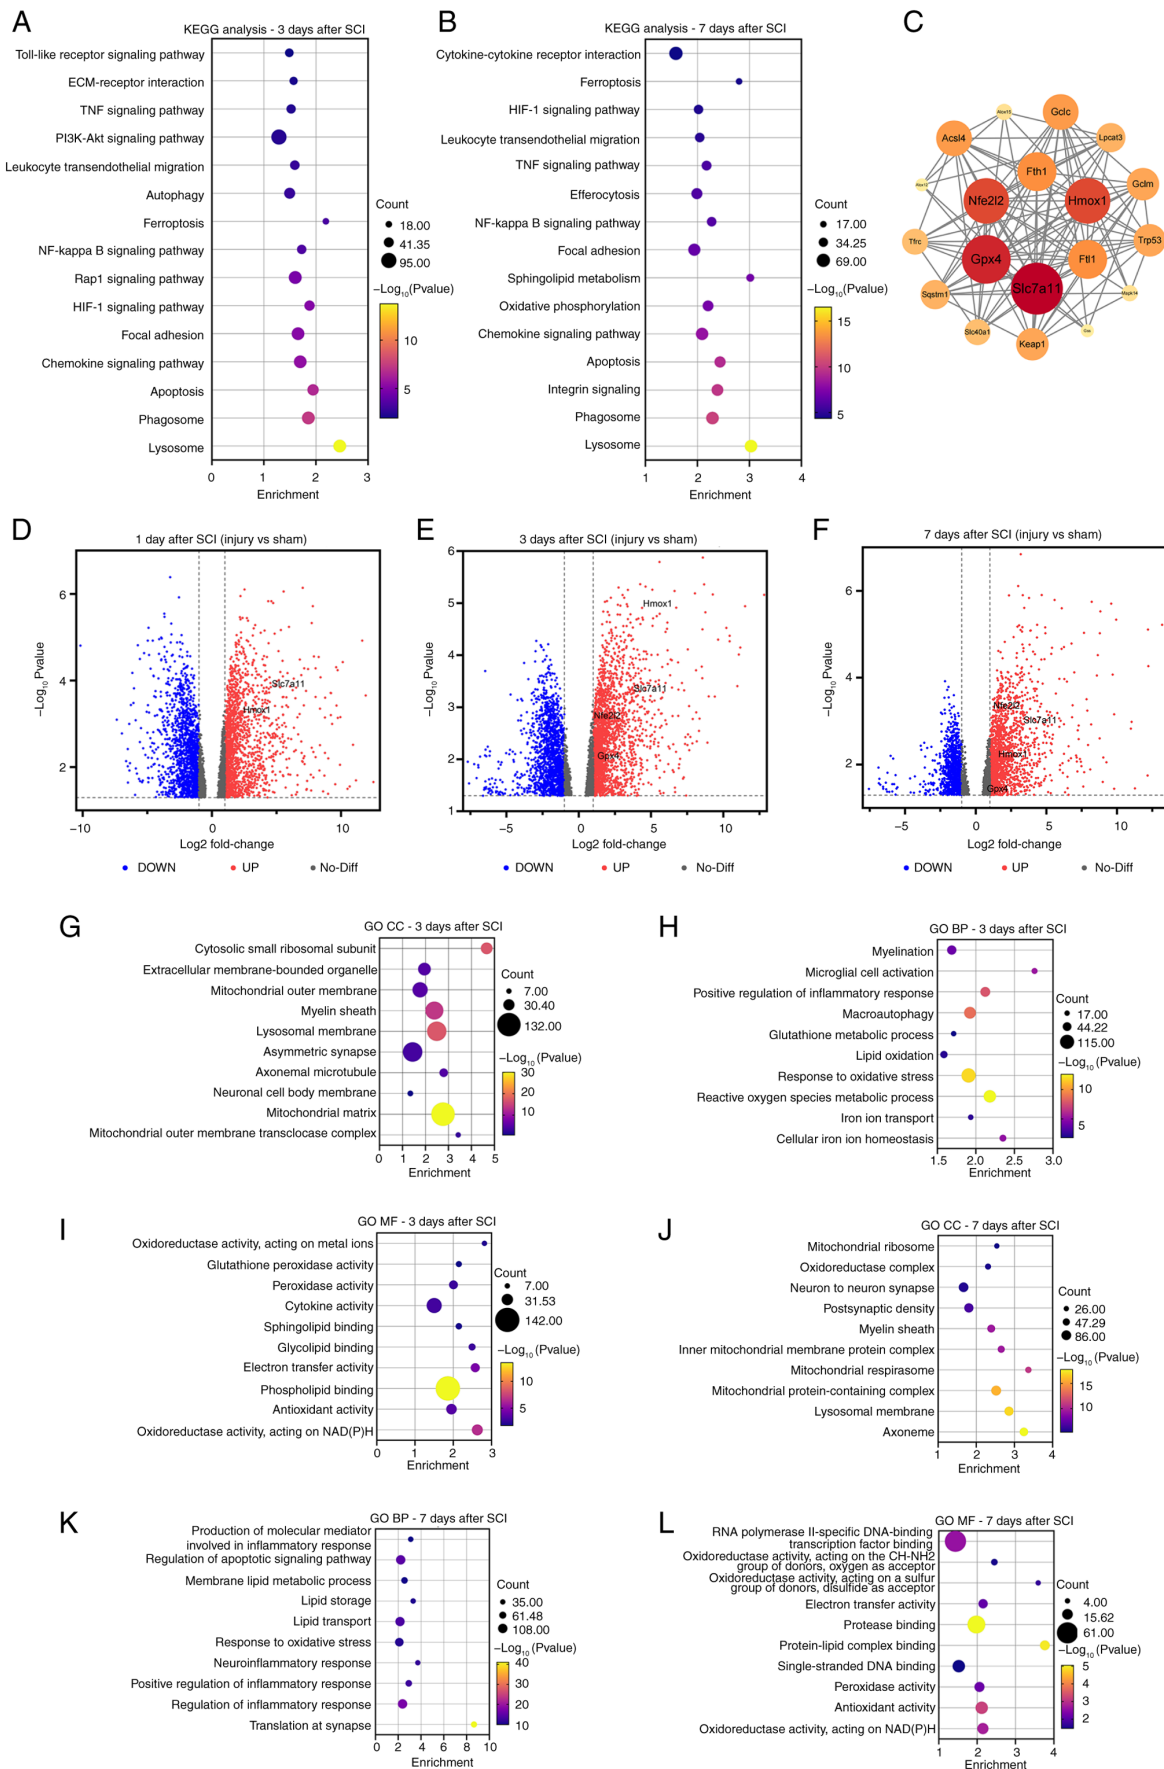 A
KEGG analysis - 3 days after SCI
Toll-like receptor signaling pathway
ECM-receptor interaction
TNF signaling pathway
PI3K-Akt signaling pathway
Leukocyte transendothelial migration
Autophagy
Ferroptosis
NF-kappa B signaling pathway
Rap1 signaling pathway
HIF-1 signaling pathway
Focal adhesion
Chemokine signaling pathway
Apoptosis
Phagosome
Lysosome
0 1 2 3
Enrichment
Count
18.00
41.35
95.00
−Log10(Pvalue)
10
5
B
KEGG analysis - 7 days after SCI
Cytokine-cytokine receptor interaction
Ferroptosis
HIF-1 signaling pathway
Leukocyte transendothelial migration
TNF signaling pathway
Efferocytosis
NF-kappa B signaling pathway
Focal adhesion
Sphingolipid metabolism
Oxidative phosphorylation
Chemokine signaling pathway
Apoptosis
Integrin signaling
Phagosome
Lysosome
1 2 3 4
Enrichment
Count
17.00
34.25
69.00
−Log10(Pvalue)
15
10
5
C
Alox15
Gclc
Acsl4
Lpcat3
Fth1
Gclm
Nfe2l2
Hmox1
Tfrc
Trp53
Gpx4
Ftl1
Slc7a11
Sqstm1
Mapk14
Slc40a1
Keap1
D
1 day after SCI (injury vs sham)
−Log10 Pvalue
6
4
2
Slc7a11
Hmox1
−10 0 10
Log2 fold-change
DOWN UP No-Diff
E
3 days after SCI (injury vs sham)
−Log10 Pvalue
6
5
4
3
2
1
Hmox1
Slc7a11
Nfe2l2
Gpx4
−5 0 5 10
Log2 fold-change
DOWN UP No-Diff
F
7 days after SCI (injury vs sham)
−Log10 Pvalue
6
4
2
Nfe2l2
Slc7a11
Hmox1
Gpx4
−5 0 5 10
Log2 fold-change
DOWN UP No-Diff
G
GO CC - 3 days after SCI
Cytosolic small ribosomal subunit
Extracellular membrane-bounded organelle
Mitochondrial outer membrane
Myelin sheath
Lysosomal membrane
Asymmetric synapse
Axonemal microtubule
Neuronal cell body membrane
Mitochondrial matrix
Mitochondrial outer membrane transclocase complex
0 1 2 3 4 5
Enrichment
Count
7.00
30.40
132.00
−Log10 (Pvalue)
30
20
10
H
GO BP - 3 days after SCI
Myelination
Microglial cell activation
Positive regulation of inflammatory response
Macroautophagy
Glutathione metabolic process
Lipid oxidation
Response to oxidative stress
Reactive oxygen species metabolic process
Iron ion transport
Cellular iron ion homeostasis
1.5 2.0 2.5 3.0
Enrichment
Count
17.00
44.22
115.00
−Log10 (Pvalue)
10
5
I
GO MF - 3 days after SCI
Oxidoreductase activity, acting on metal ions
Glutathione peroxidase activity
Peroxidase activity
Cytokine activity
Sphingolipid binding
Glycolipid binding
Electron transfer activity
Phospholipid binding
Antioxidant activity
Oxidoreductase activity, acting on NAD(P)H
0 1 2 3
Enrichment
Count
7.00
31.53
142.00
−Log10 (Pvalue)
10
5
J
GO CC - 7 days after SCI
Mitochondrial ribosome
Oxidoreductase complex
Neuron to neuron synapse
Postsynaptic density
Myelin sheath
Inner mitochondrial membrane protein complex
Mitochondrial respirasome
Mitochondrial protein-containing complex
Lysosomal membrane
Axoneme
1 2 3 4
Enrichment
Count
26.00
47.29
86.00
−Log10 (Pvalue)
15
10
K
GO BP - 7 days after SCI
Production of molecular mediator
involved in inflammatory response
Regulation of apoptotic signaling pathway
Membrane lipid metabolic process
Lipid storage
Lipid transport
Response to oxidative stress
Neuroinflammatory response
Positive regulation of inflammatory response
Regulation of inflammatory response
Translation at synapse
0 2 4 6 8 10
Enrichment
Count
35.00
61.48
108.00
−Log10 (Pvalue)
40
30
20
10
L
GO MF - 7 days after SCI
RNA polymerase II-specific DNA-binding
transcription factor binding
Oxidoreductase activity, acting on the CH-NH2
group of donors, oxygen as acceptor
Oxidoreductase activity, acting on a sulfur
group of donors, disulfide as acceptor
Electron transfer activity
Protease binding
Protein-lipid complex binding
Single-stranded DNA binding
Peroxidase activity
Antioxidant activity
Oxidoreductase activity, acting on NAD(P)H
1 2 3 4
Enrichment
Count
4.00
15.62
61.00
−Log10 (Pvalue)
5
4
3
2